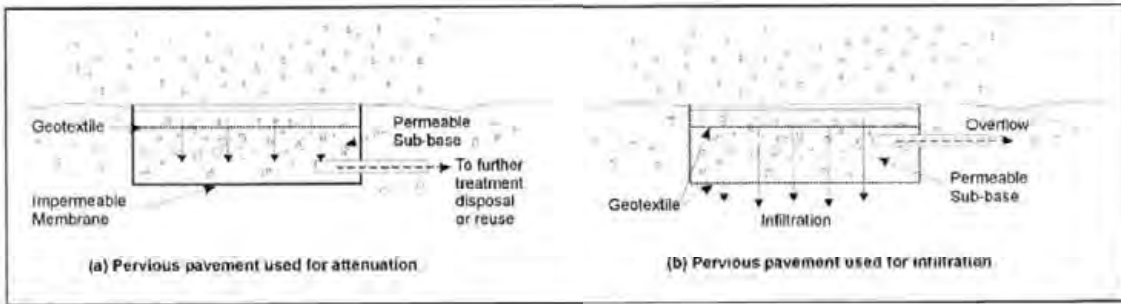 Geotextile
Permeable
Sub-base
To further
treatment
disposal
or reuse
Impermeable
Membrane
(a) Pervious pavement used for attenuation
Overflow
Permeable
Sub-base
Geotextile
Infiltration
(b) Pervious pavement used for infiltration